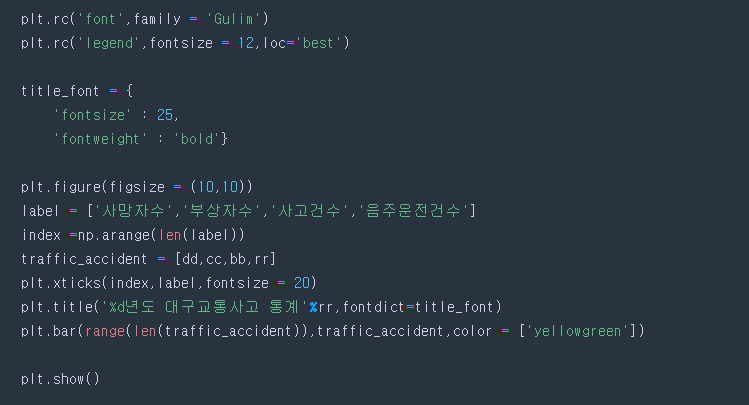 plt.rc('font',family = 'Gulim')
plt.rc('legend',fontsize = 12,loc='best')
title_font = {
'fontsize' : 25,
'fontweight' : 'bold'}
plt.figure(figsize = (10,10))
label = ['사망자수','부상자수','사고건수','음주운전건수']
index =np.arange(len(label))
traffic_accident = [dd,cc,bb,rr]
plt.xticks(index,label,fontsize = 20)
plt.title('%d년도 대구교통사고 통계'%rr,fontdict=title_font)
plt.bar(range(len(traffic_accident)),traffic_accident,color = ['yellowgreen'])
plt.show()